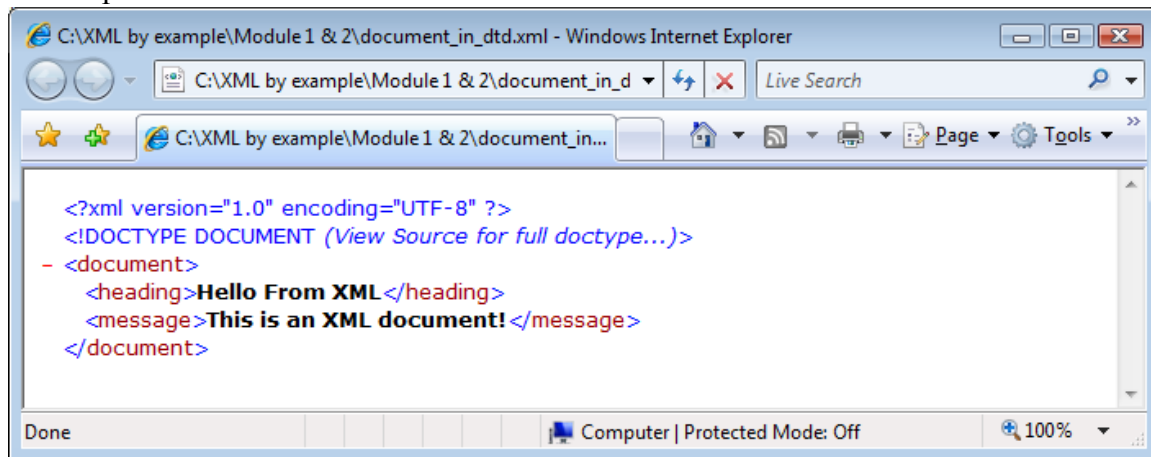 C:\XML by example\Module 1 & 2\document_in_dtd.xml - Windows Internet Explorer
C:\XML by example\Module 1 & 2\document_in_d
Live Search
C:\XML by example\Module 1 & 2\document_in...
Page
Tools
»
<?xml version="1.0" encoding="UTF-8" ?>
<!DOCTYPE DOCUMENT (View Source for full doctype...)>
- <document>
<heading>Hello From XML</heading>
<message>This is an XML document!</message>
</document>
Done
Computer | Protected Mode: Off
100%